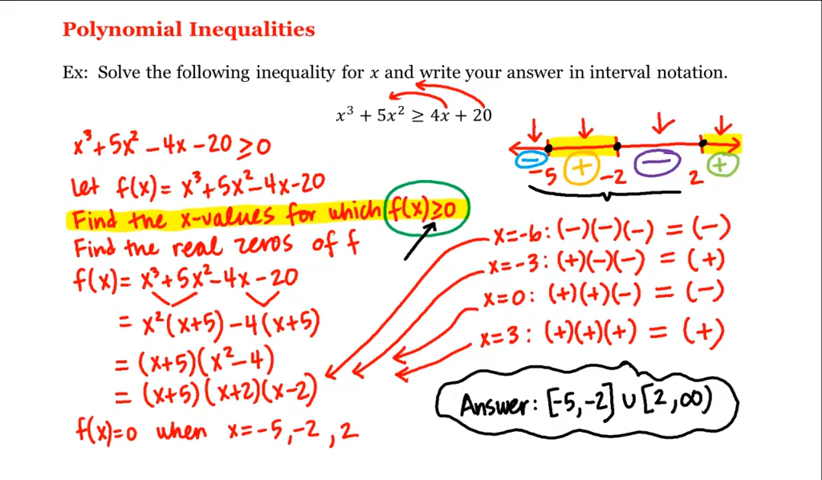 Polynomial Inequalities
Ex: Solve the following inequality for x and write your answer in interval notation.
x³ + 5x² ≥ 4x + 20
x³+5x²-4x-20≥0
Let f(x)=x³+5x²-4x-20
Find the x-values for which f(x)≥0
Find the real zeros of f
f(x)=x³+5x²-4x-20
=x²(x+5)-4(x+5)
=(x+5)(x²-4)
=(x+5)(x+2)(x-2)
f(x)=0 when x=-5,-2,2
- + - +
-5 -2 2
x=-6:(-)(-)(-)=(-)
x=-3:(+)(-)(-)=(+)
x=0:(+)(+)(-)=(-)
x=3:(+)(+)(+)=(+)
Answer:[-5,-2]∪[2,∞)